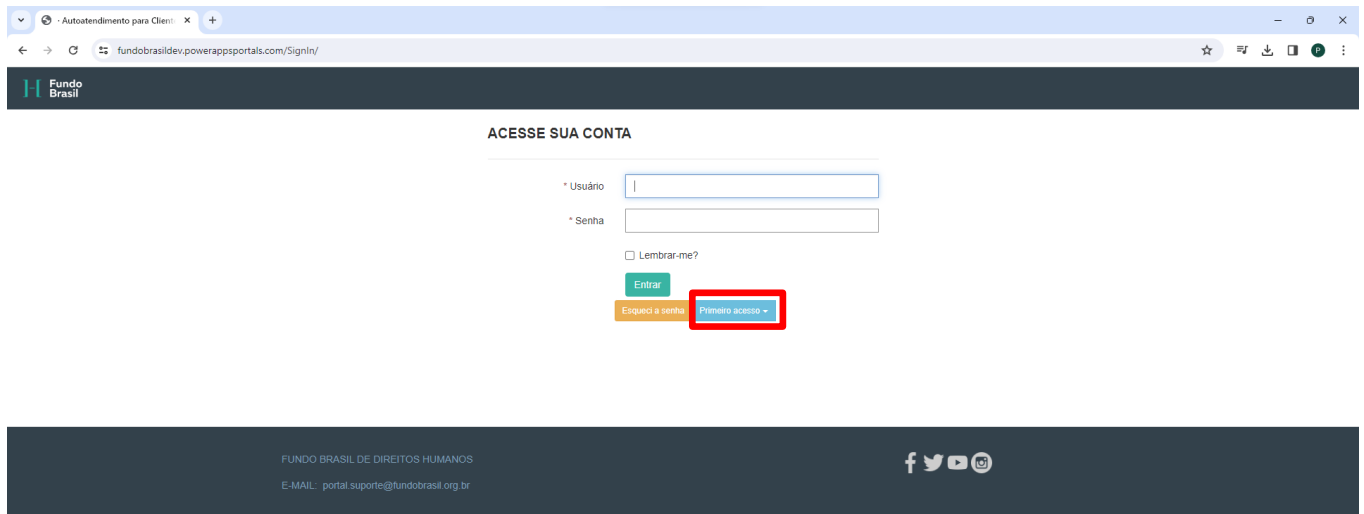 · Autoatendimento para Client
fundobrasildev.powerappsportals.com/SignIn/
P
Fundo
Brasil
ACESSE SUA CONTA
* Usuário
* Senha
Lembrar-me?
Entrar
Esqueci a senha Primeiro acesso
FUNDO BRASIL DE DIREITOS HUMANOS
E-MAIL: portal.suporte@fundobrasil.org.br